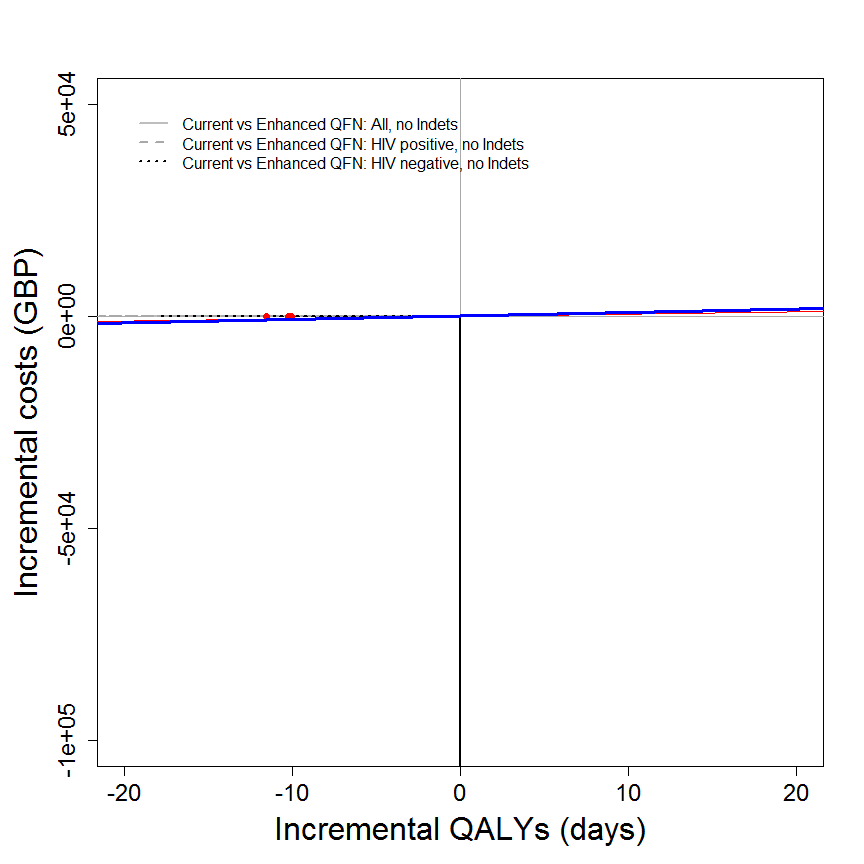 Current vs Enhanced QFN: All, no Indets
Current vs Enhanced QFN: HIV positive, no Indets
Current vs Enhanced QFN: HIV negative, no Indets
Incremental costs (GBP)
5e+04
0e+00
-5e+04
-1e+05
-20 -10 0 10 20
Incremental QALYs (days)